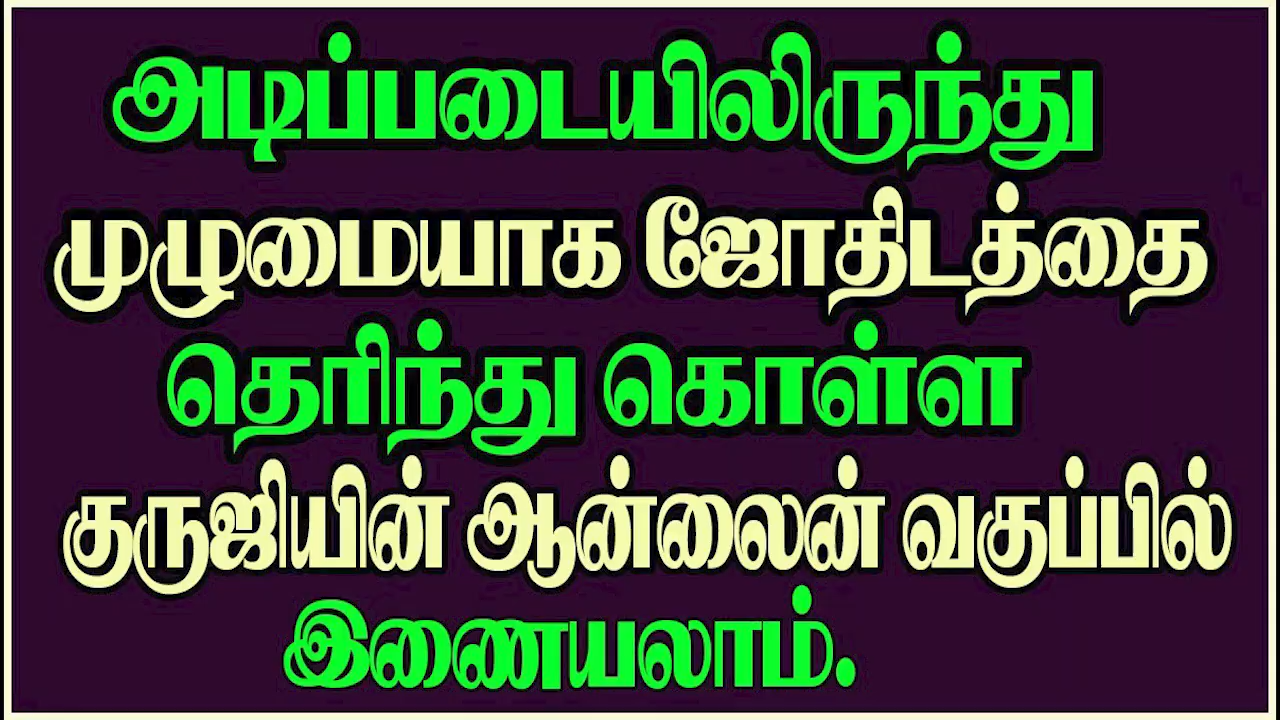 அடிப்படையிலிருந்து
முழுமையாக ஜோதிடத்தை
தெரிந்து கொள்ள
குருஜியின் ஆன்லைன் வகுப்பில்
இணையலாம்.